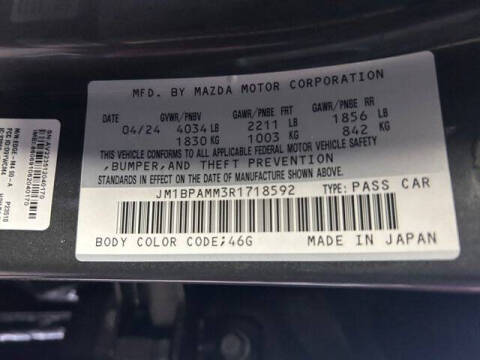 MFD. BY MAZDA MOTOR CORPORATION
GVWR/PNBV GAWR/PNBE FRT GAWR/PNBE RR
04/24 4034 LB 2211 LB 1856 LB
1830 KG 1003 KG 842 KG
THIS VEHICLE CONFORMS TO ALL APPLICABLE FEDERAL MOTOR VEHICLE SAFETY
,BUMPER,AND THEFT PREVENTION
STANDARDS IN EFFECT ON THE DATE OF MANUFACTURE SHOWN ABOVE.
JM1BPAMM3R1718592 TYPE: PASS CAR
BODY COLOR CODE;46G MADE IN JAPAN